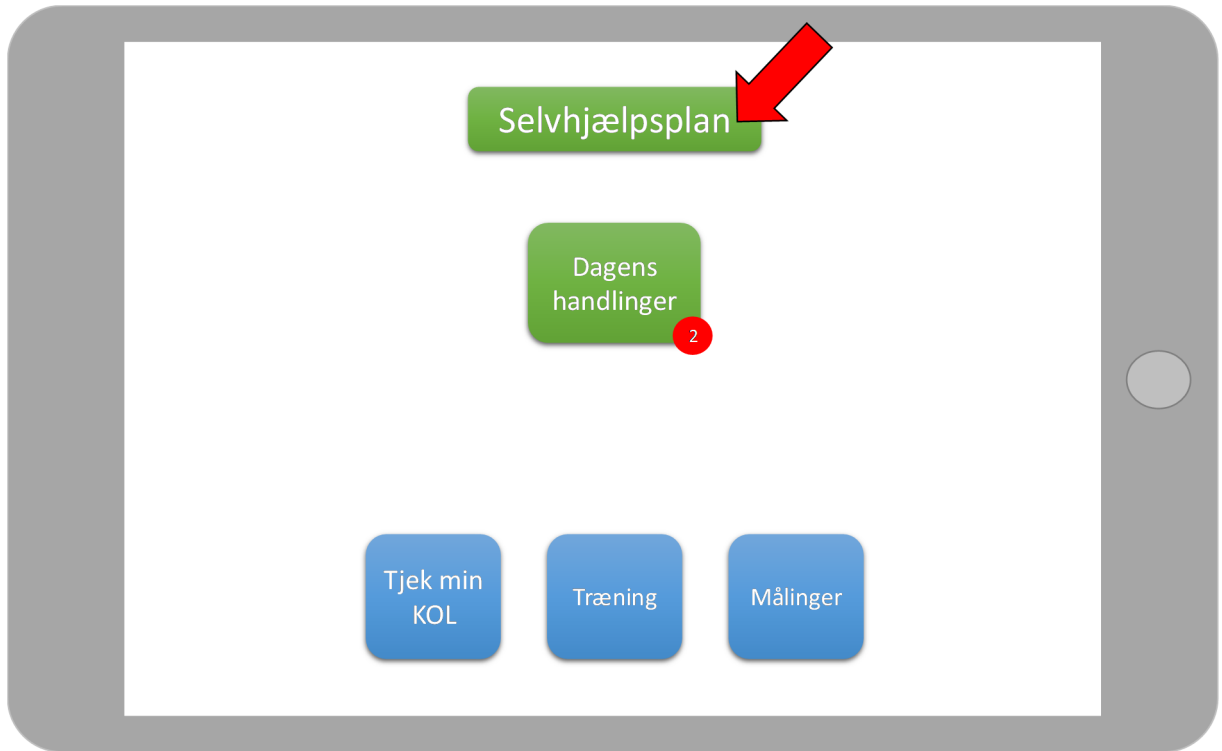 Selvhjælpsplan
Dagens
handlinger
2
Tjek min
KOL
Træning
Målinger